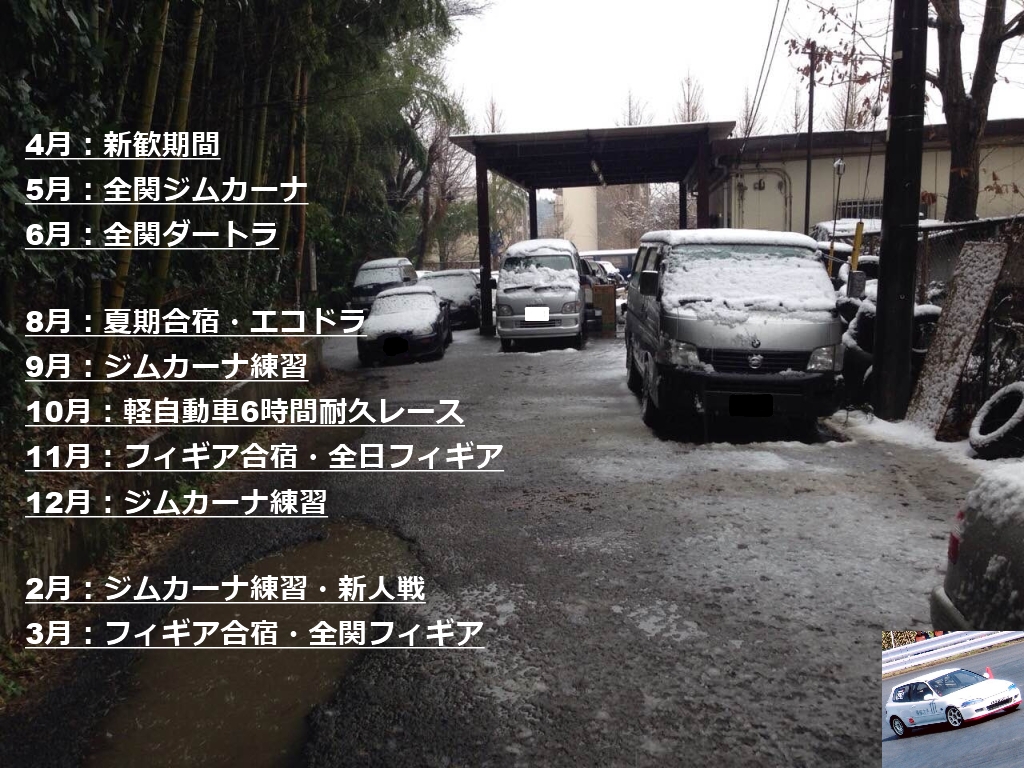 4月：新歓期間
5月：全関ジムカーナ
6月：全関ダートラ
8月：夏期合宿・エコドラ
9月：ジムカーナ練習
10月：軽自動車6時間耐久レース
11月：フィギア合宿・全日フィギア
12月：ジムカーナ練習
2月：ジムカーナ練習・新人戦
3月：フィギア合宿・全関フィギア